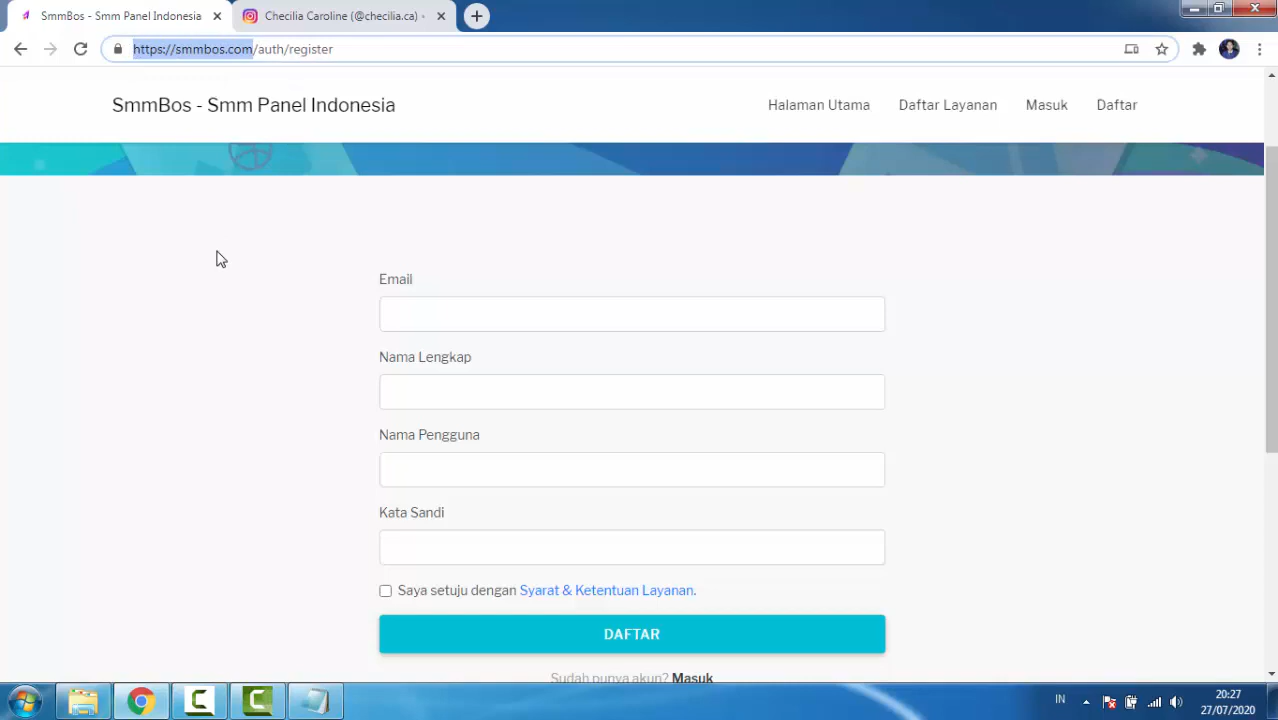 SmmBos - Smm Panel Indonesia
Checilia Caroline (@checilia.ca) -
https://smmbos.com/auth/register
SmmBos - Smm Panel Indonesia
Halaman Utama
Daftar Layanan
Masuk
Daftar
Email
Nama Lengkap
Nama Pengguna
Kata Sandi
Saya setuju dengan Syarat & Ketentuan Layanan.
DAFTAR
Sudah punya akun? Masuk
IN
20:27
27/07/2020